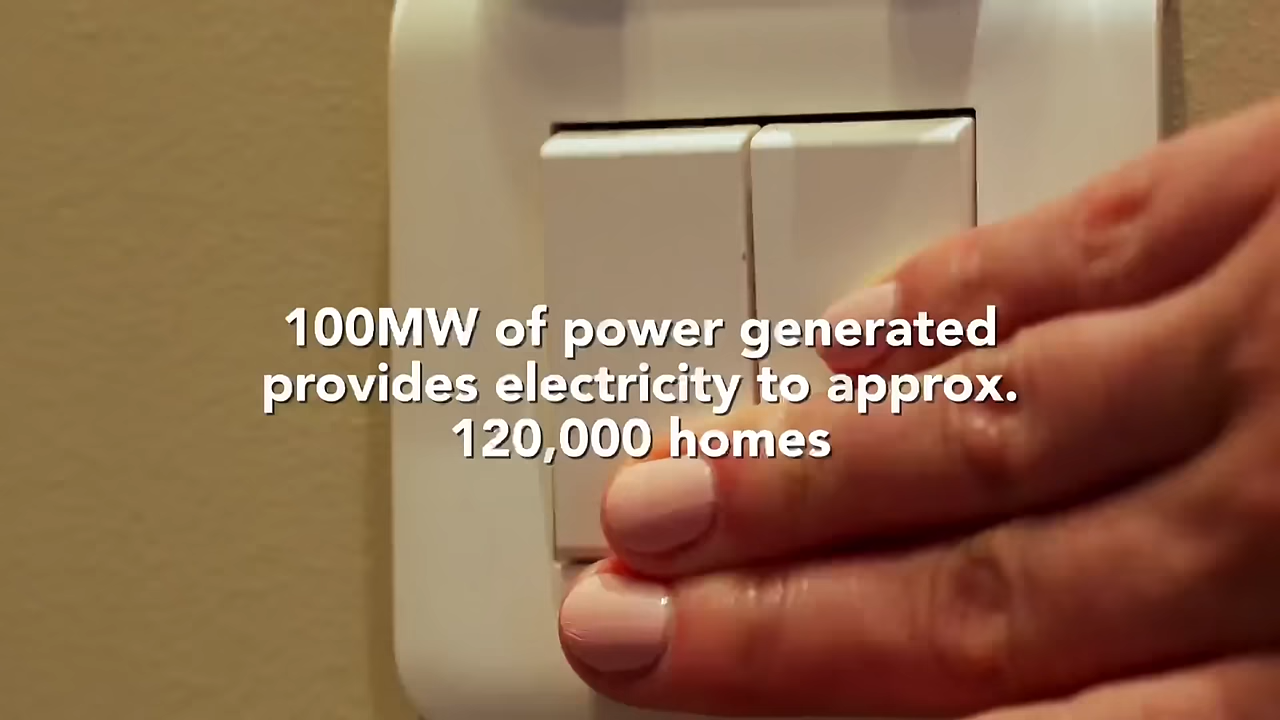 100MW of power generated
provides electricity to approx.
120,000 homes